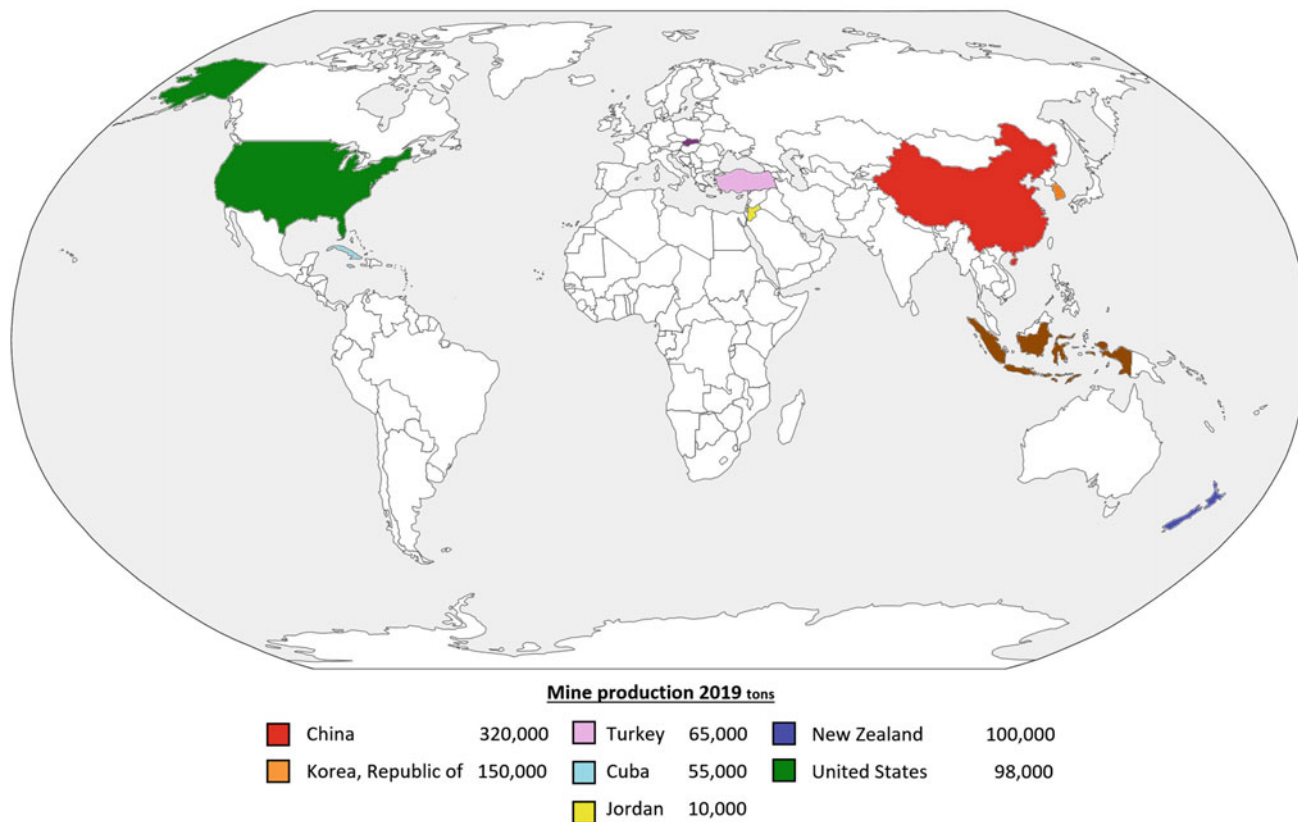 Mine production 2019 tons
China 320,000 Turkey 65,000 New Zealand 100,000
Korea, Republic of 150,000 Cuba 55,000 United States 98,000
Jordan 10,000